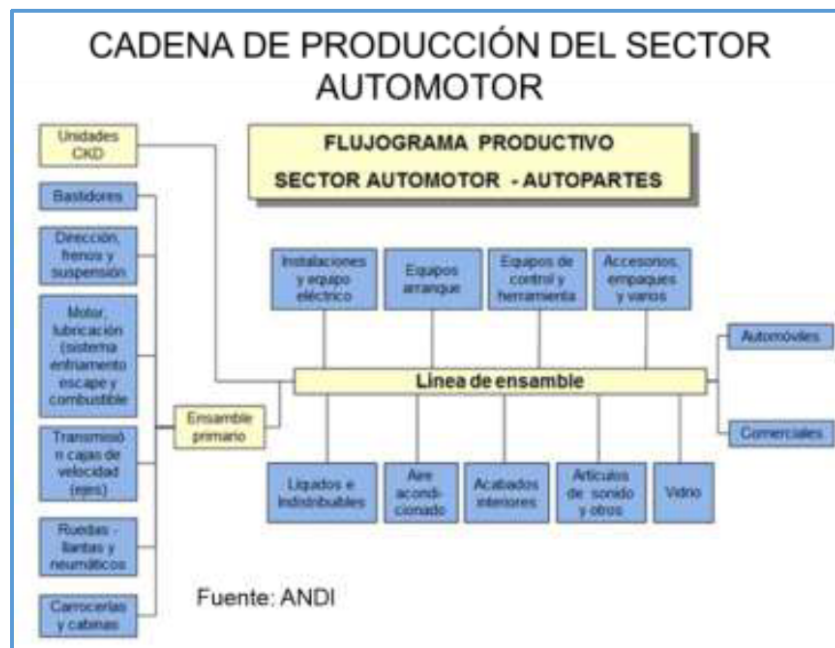 CADENA DE PRODUCCIÓN DEL SECTOR
AUTOMOTOR
Unidades
CKD
FLUJOGRAMA PRODUCTIVO
SECTOR AUTOMOTOR - AUTOPARTES
Bastidores
Dirección,
frenos y
suspensión
Motor,
lubricación
(sistema
enfriamento
escape y
combustible
Transmisió
n cajas de
velocidad
(ejes)
Ruedas -
llantas y
neumáticos
Carrocerías
y cabinas
Ensamble
primario
Instalaciones
y equipo
eléctrico
Equipos
arranque
Equipos de
control y
herramienta
Accesorios,
empaques
y varios
Linea de ensamble
Automóviles
Comerciales
Líquados e
Indistribuibles
Aire
acondi-
cionado
Acabados
interiores
Artículos
de sonido
y otros
Vidrio
Fuente: ANDI